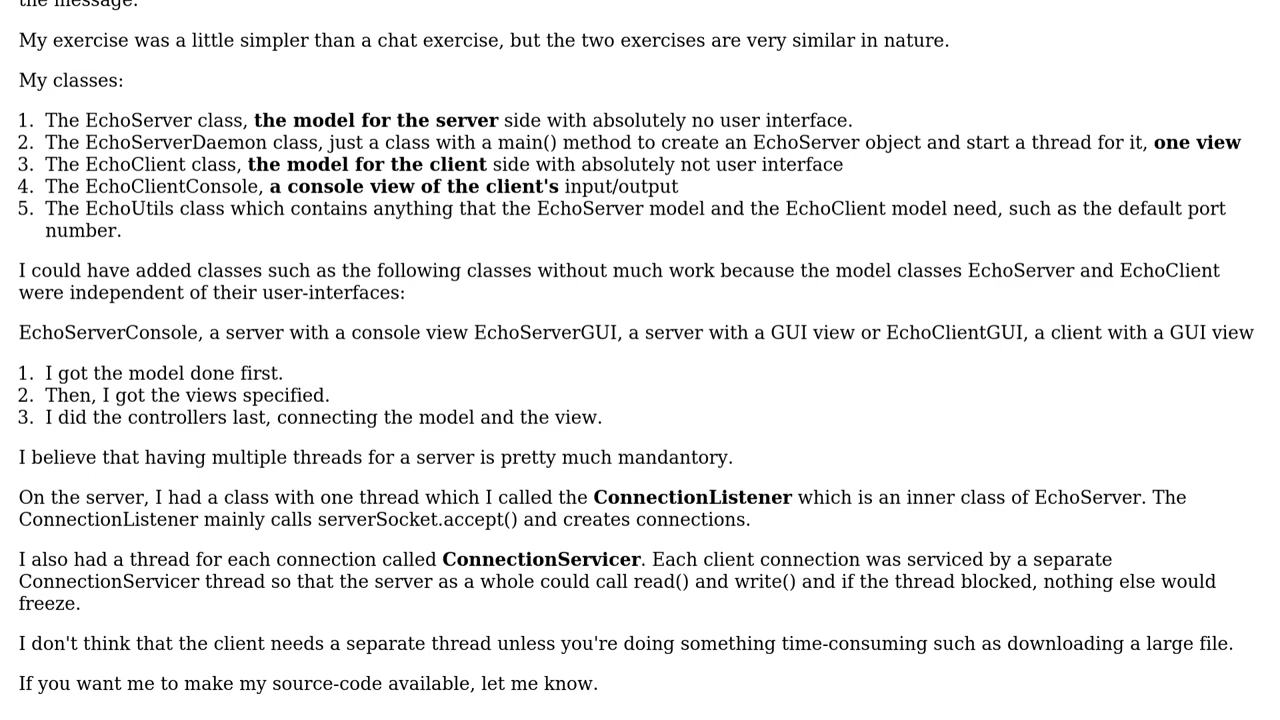 the message.
My exercise was a little simpler than a chat exercise, but the two exercises are very similar in nature.
My classes:
1. The EchoServer class, the model for the server side with absolutely no user interface.
2. The EchoServerDaemon class, just a class with a main() method to create an EchoServer object and start a thread for it, one view
3. The EchoClient class, the model for the client side with absolutely not user interface
4. The EchoClientConsole, a console view of the client's input/output
5. The EchoUtils class which contains anything that the EchoServer model and the EchoClient model need, such as the default port
number.
I could have added classes such as the following classes without much work because the model classes EchoServer and EchoClient
were independent of their user-interfaces:
EchoServerConsole, a server with a console view EchoServerGUI, a server with a GUI view or EchoClientGUI, a client with a GUI view
1. I got the model done first.
2. Then, I got the views specified.
3. I did the controllers last, connecting the model and the view.
I believe that having multiple threads for a server is pretty much mandantory.
On the server, I had a class with one thread which I called the ConnectionListener which is an inner class of EchoServer. The
ConnectionListener mainly calls serverSocket.accept() and creates connections.
I also had a thread for each connection called ConnectionServicer. Each client connection was serviced by a separate
ConnectionServicer thread so that the server as a whole could call read() and write() and if the thread blocked, nothing else would
freeze.
I don't think that the client needs a separate thread unless you're doing something time-consuming such as downloading a large file.
If you want me to make my source-code available, let me know.